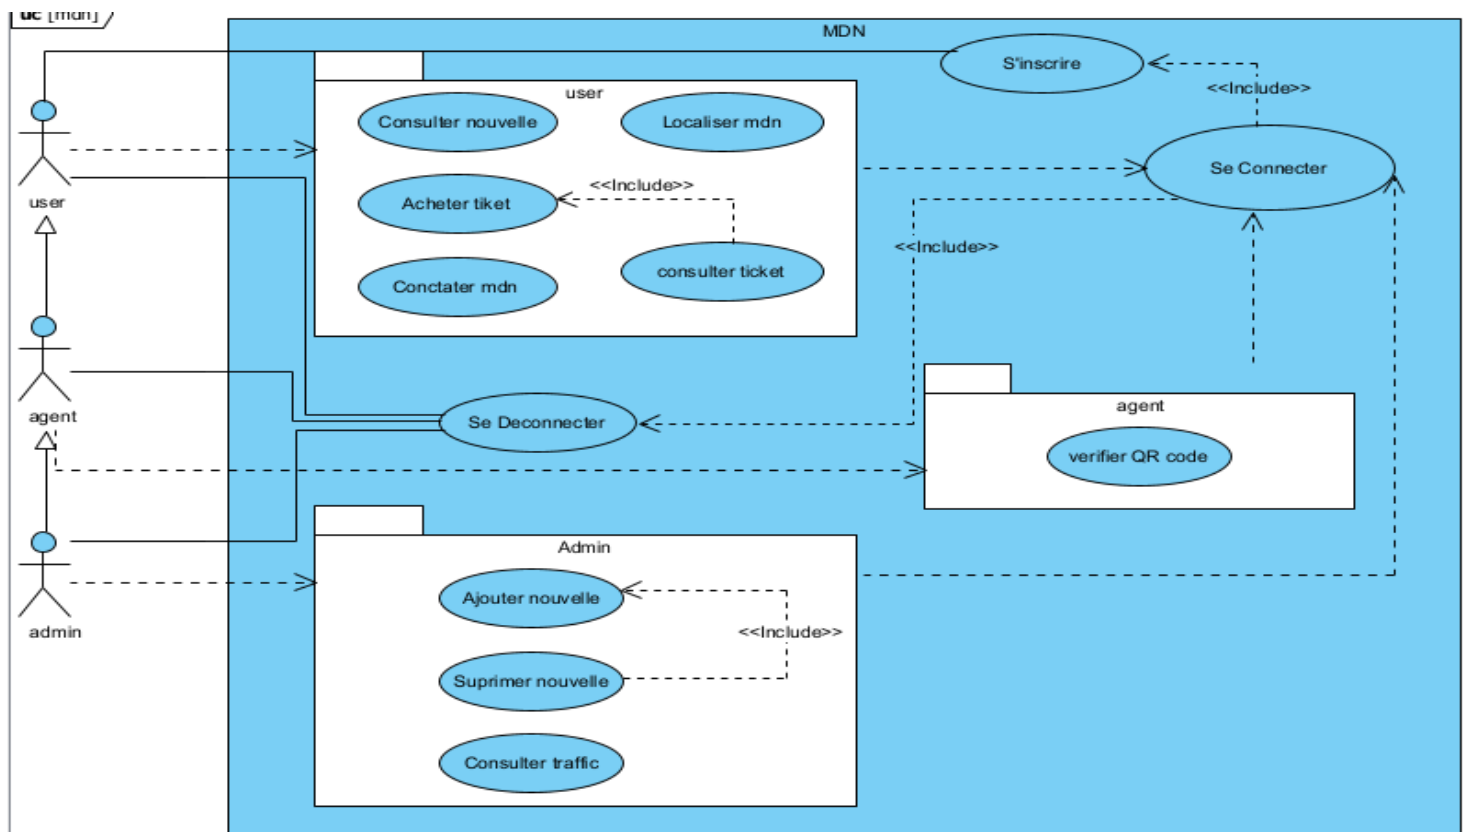 uc [mdn]
MDN
S'inscrire
<<Include>>
user
Consulter nouvelle
Localiser mdn
Se Connecter
<<Include>>
Acheter tiket
user
<<Include>>
consulter ticket
Conctater mdn
agent
agent
Se Deconnecter
verifier QR code
Admin
Ajouter nouvelle
<<Include>>
admin
Suprimer nouvelle
Consulter traffic